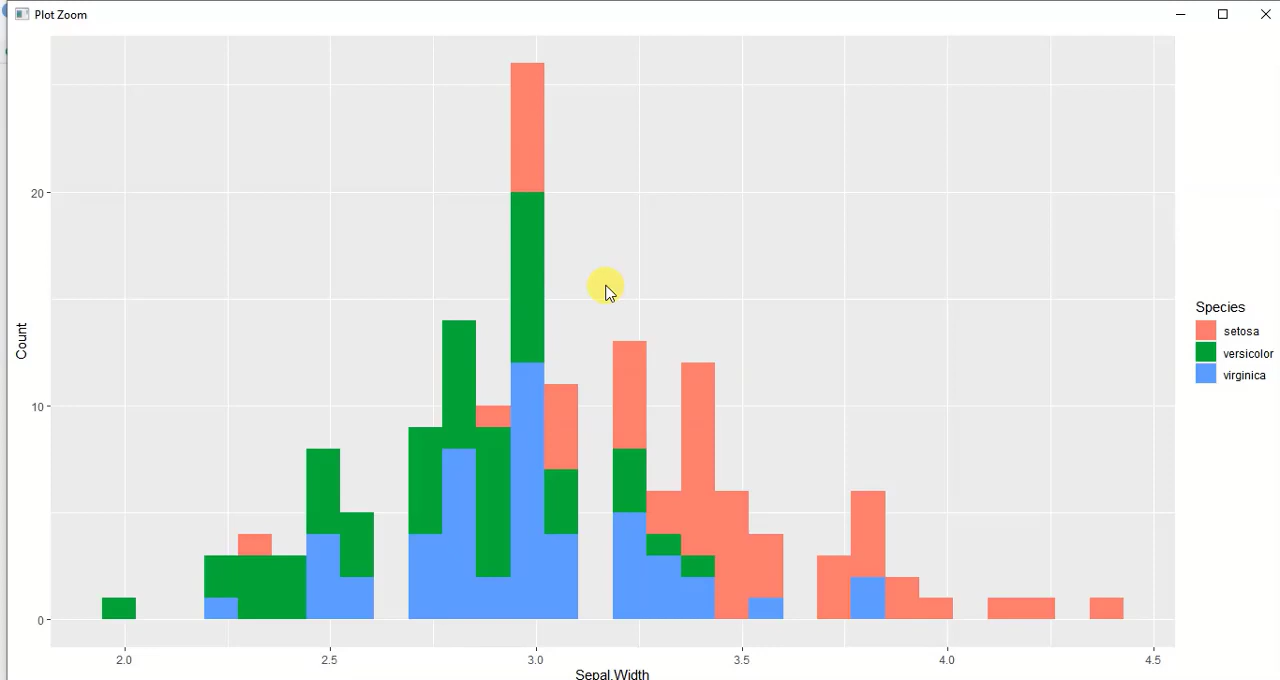 Plot Zoom
20
10
0
Count
2.0 2.5 3.0 3.5 4.0 4.5
Sepal.Width
Species
setosa
versicolor
virginica